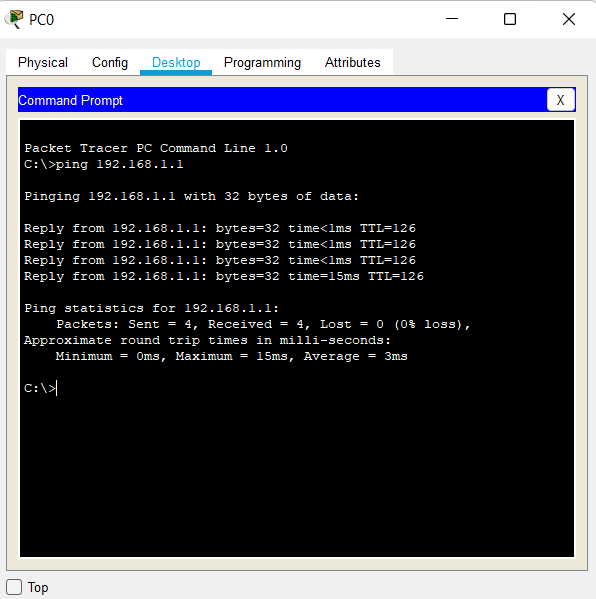 PC0
Physical Config Desktop Programming Attributes
Command Prompt
X
Packet Tracer PC Command Line 1.0
C:\>ping 192.168.1.1
Pinging 192.168.1.1 with 32 bytes of data:
Reply from 192.168.1.1: bytes=32 time<1ms TTL=126
Reply from 192.168.1.1: bytes=32 time<1ms TTL=126
Reply from 192.168.1.1: bytes=32 time<1ms TTL=126
Reply from 192.168.1.1: bytes=32 time=15ms TTL=126
Ping statistics for 192.168.1.1:
Packets: Sent = 4, Received = 4, Lost = 0 (0% loss),
Approximate round trip times in milli-seconds:
Minimum = 0ms, Maximum = 15ms, Average = 3ms
C:\>
Top